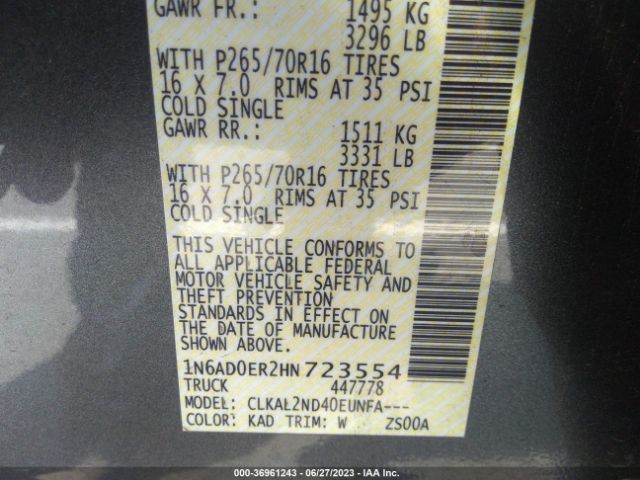 GAWR FR.: 1495 KG
3296 LB
WITH P265/70R16 TIRES
16 X 7.0 RIMS AT 35 PSI
COLD SINGLE
GAWR RR.: 1511 KG
3331 LB
WITH P265/70R16 TIRES
16 X 7.0 RIMS AT 35 PSI
COLD SINGLE
THIS VEHICLE CONFORMS TO
ALL APPLICABLE FEDERAL
MOTOR VEHICLE SAFETY AND
THEFT PREVENTION
STANDARDS IN EFFECT ON
THE DATE OF MANUFACTURE
SHOWN ABOVE.
1N6AD0ER2HN723554
TRUCK 447778
MODEL: CLKAL2ND40EUNFA---
COLOR: KAD TRIM: W ZS00A
000-36961243 / 06/27/2023 / IAA Inc.